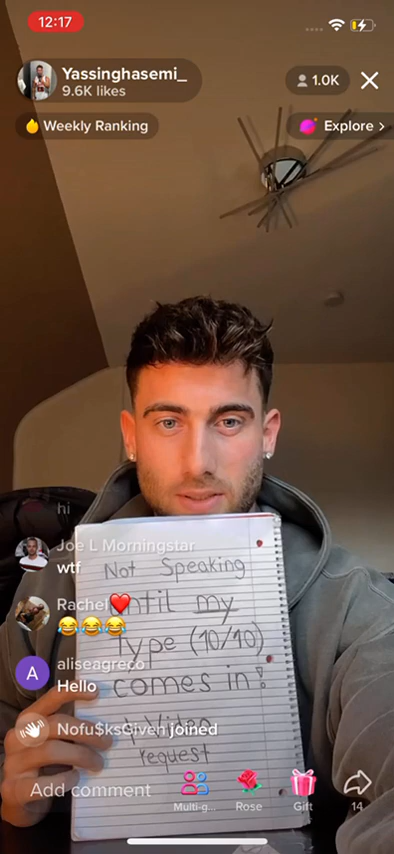 12:17
Yassinghasemi_
9.6K likes
1.0K
Weekly Ranking
Explore >
hi
Joe L Morningstar
wtf
Rachel
aliseagreco
A
Hello
Nofu$ksGiven joined
Not Speaking
until my
Type (10/10)
comes in!
Video
request
Add comment
Multi-g...
Rose
Gift
14